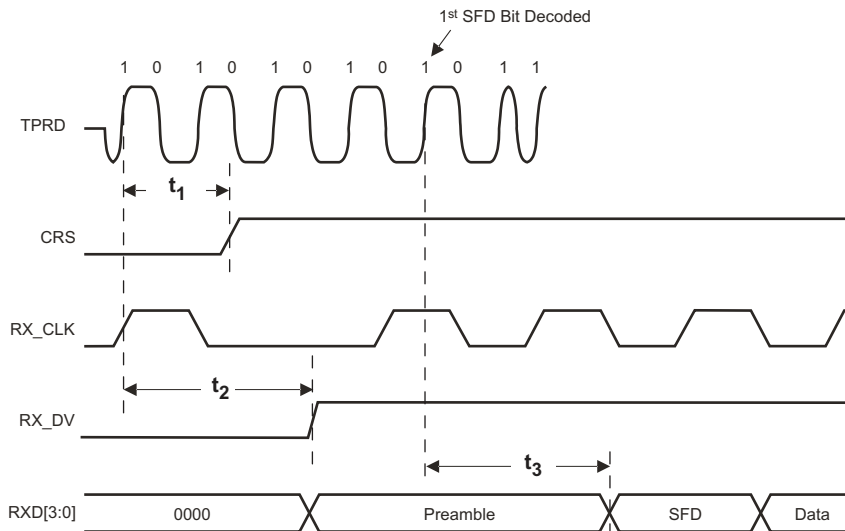 1st SFD Bit Decoded
1 0 1 0 1 0 1 0 1 0 1 1
TPRD
t1
CRS
RX_CLK
t2
RX_DV
t3
RXD[3:0] 0000 Preamble SFD Data